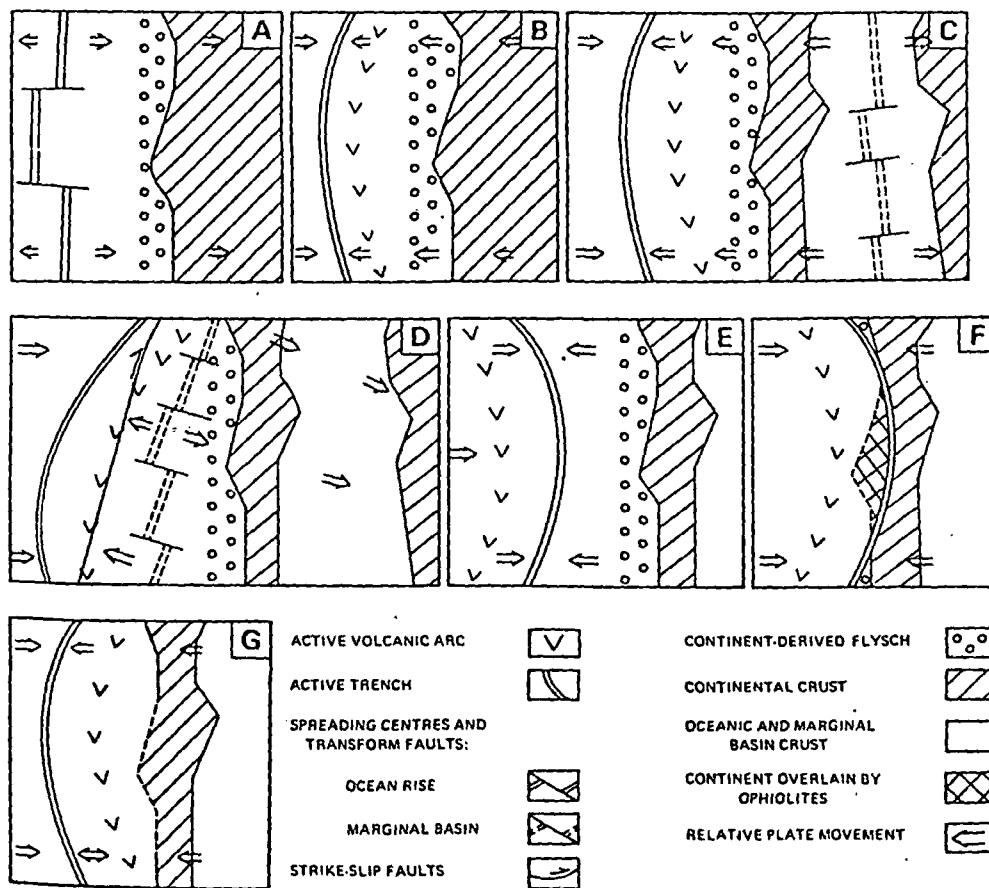 A
B
C
D
E
F
G
ACTIVE VOLCANIC ARC
ACTIVE TRENCH
SPREADING CENTRES AND
TRANSFORM FAULTS:
OCEAN RISE
MARGINAL BASIN
STRIKE-SLIP FAULTS
CONTINENT-DERIVED FLYSCH
CONTINENTAL CRUST
OCEANIC AND MARGINAL
BASIN CRUST
CONTINENT OVERLAIN BY
OPHIOLITES
RELATIVE PLATE MOVEMENT